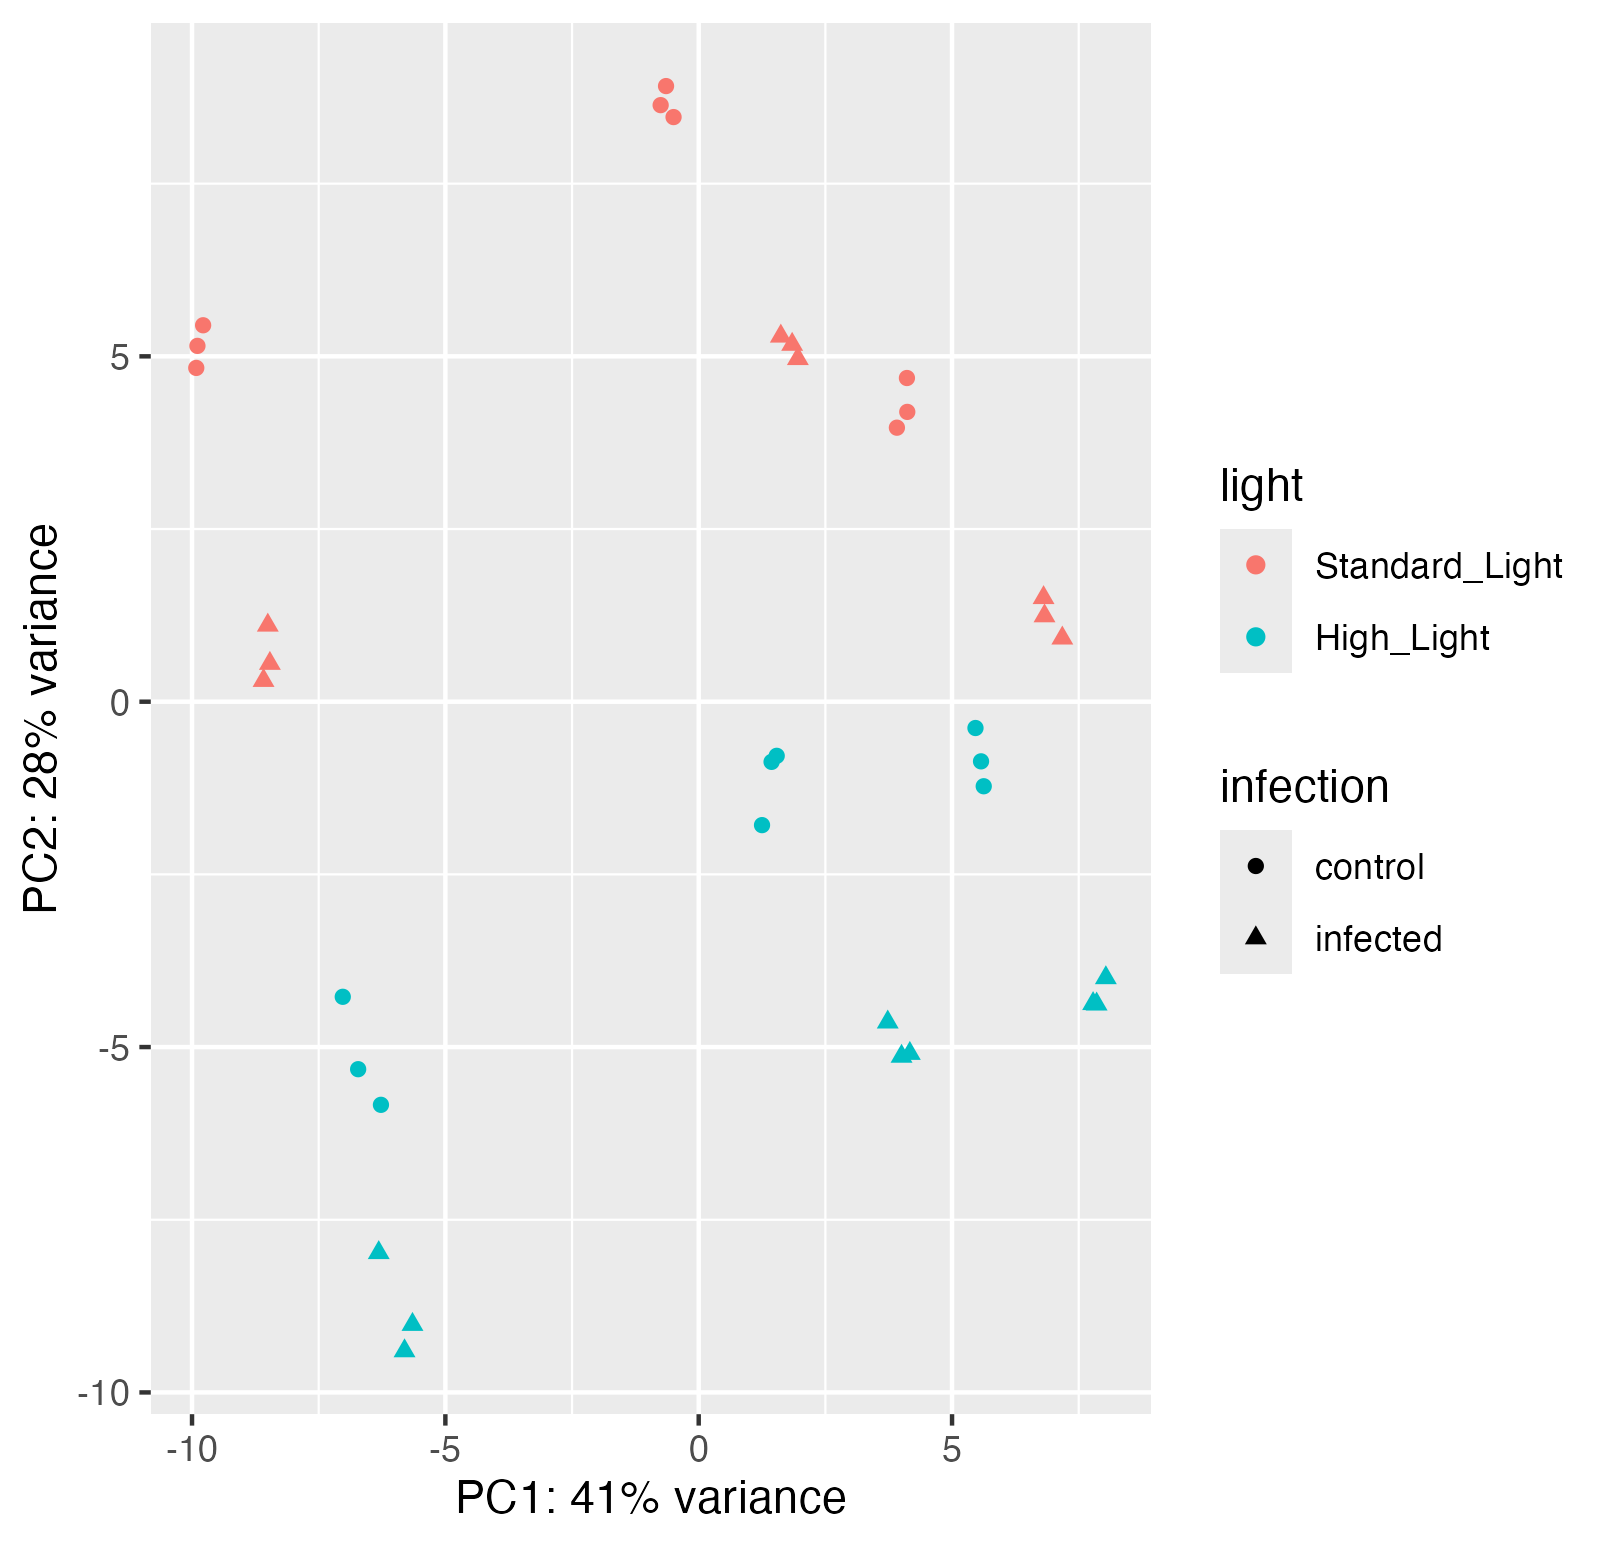 PC2: 28% variance
5
0
-5
-10
-10
-5
0
5
PC1: 41% variance
light
Standard_Light
High_Light
infection
control
infected